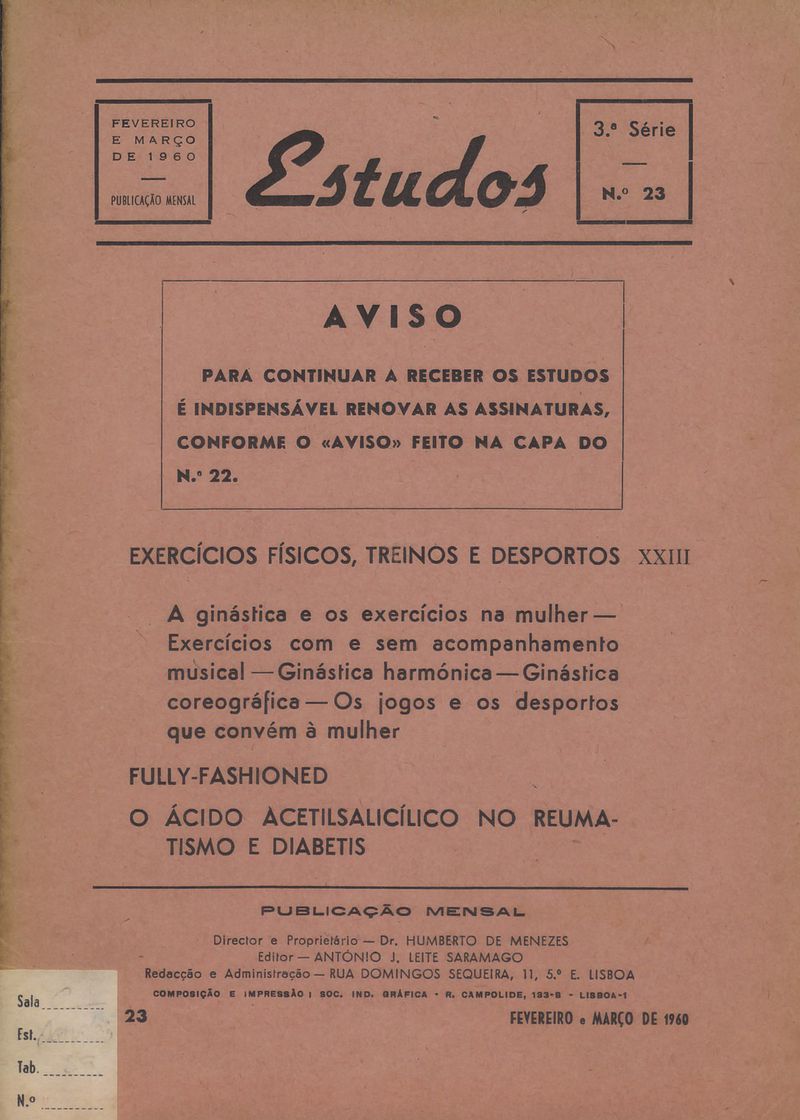 FEVEREIRO
E MARÇO
DE 1960
PUBLICAÇÃO MENSAL
Estudos
3.ª Série
N.º 23
AVISO
PARA CONTINUAR A RECEBER OS ESTUDOS
É INDISPENSÁVEL RENOVAR AS ASSINATURAS,
CONFORME O «AVISO» FEITO NA CAPA DO
N.º 22.
EXERCÍCIOS FÍSICOS, TREINOS E DESPORTOS XXIII
A ginástica e os exercícios na mulher —
Exercícios com e sem acompanhamento
músical — Ginástica harmónica — Ginástica
coreográfica — Os jogos e os desportos
que convém à mulher
FULLY-FASHIONED
O ÁCIDO ACETILSALICÍLICO NO REUMA-
TISMO E DIABETIS
PUBLICAÇÃO MENSAL
Director e Proprietário — Dr. HUMBERTO DE MENEZES
Editor — ANTÓNIO J. LEITE SARAMAGO
Redacção e Administração — RUA DOMINGOS SEQUEIRA, 11, 5.º E. LISBOA
COMPOSIÇÃO E IMPRESSÃO: SOC. IND. GRÁFICA - R. CAMPOLIDE, 133-B - LISBOA-1
23
FEVEREIRO e MARÇO DE 1960
Sala
Est.
Tab.
N.º